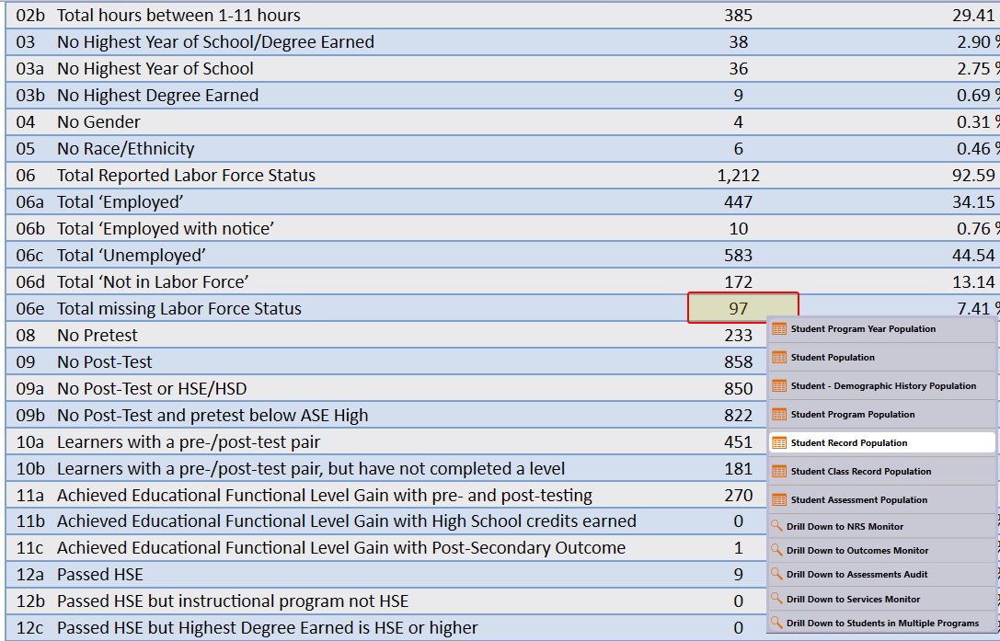 02b Total hours between 1-11 hours 385 29.41
03 No Highest Year of School/Degree Earned 38 2.90 %
03a No Highest Year of School 36 2.75 %
03b No Highest Degree Earned 9 0.69 %
04 No Gender 4 0.31 %
05 No Race/Ethnicity 6 0.46 %
06 Total Reported Labor Force Status 1,212 92.59
06a Total ‘Employed’ 447 34.15
06b Total ‘Employed with notice’ 10 0.76 %
06c Total ‘Unemployed’ 583 44.54
06d Total ‘Not in Labor Force’ 172 13.14
06e Total missing Labor Force Status 97 7.41 %
08 No Pretest 233
09 No Post-Test 858
09a No Post-Test or HSE/HSD 850
09b No Post-Test and pretest below ASE High 822
10a Learners with a pre-/post-test pair 451
10b Learners with a pre-/post-test pair, but have not completed a level 181
11a Achieved Educational Functional Level Gain with pre- and post-testing 270
11b Achieved Educational Functional Level Gain with High School credits earned 0
11c Achieved Educational Functional Level Gain with Post-Secondary Outcome 1
12a Passed HSE 9
12b Passed HSE but instructional program not HSE 0
12c Passed HSE but Highest Degree Earned is HSE or higher 0
Student Program Year Population
Student Population
Student - Demographic History Population
Student Program Population
Student Record Population
Student Class Record Population
Student Assessment Population
Drill Down to NRS Monitor
Drill Down to Outcomes Monitor
Drill Down to Assessments Audit
Drill Down to Services Monitor
Drill Down to Students in Multiple Programs